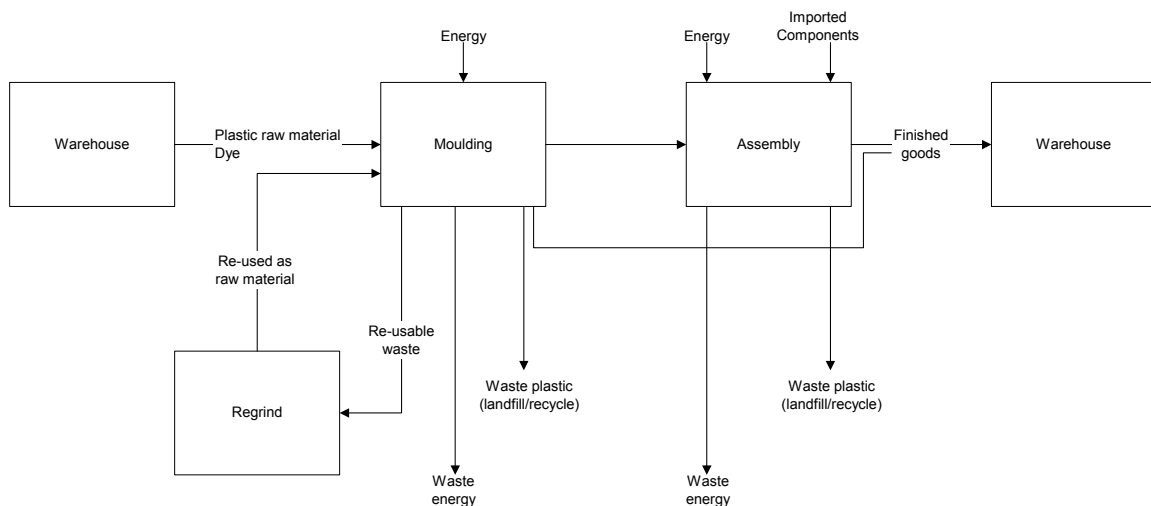 Energy
Energy
Imported
Components
Warehouse
Plastic raw material
Dye
Moulding
Assembly
Finished
goods
Warehouse
Re-used as
raw material
Re-usable
waste
Regrind
Waste plastic
(landfill/recycle)
Waste plastic
(landfill/recycle)
Waste
energy
Waste
energy